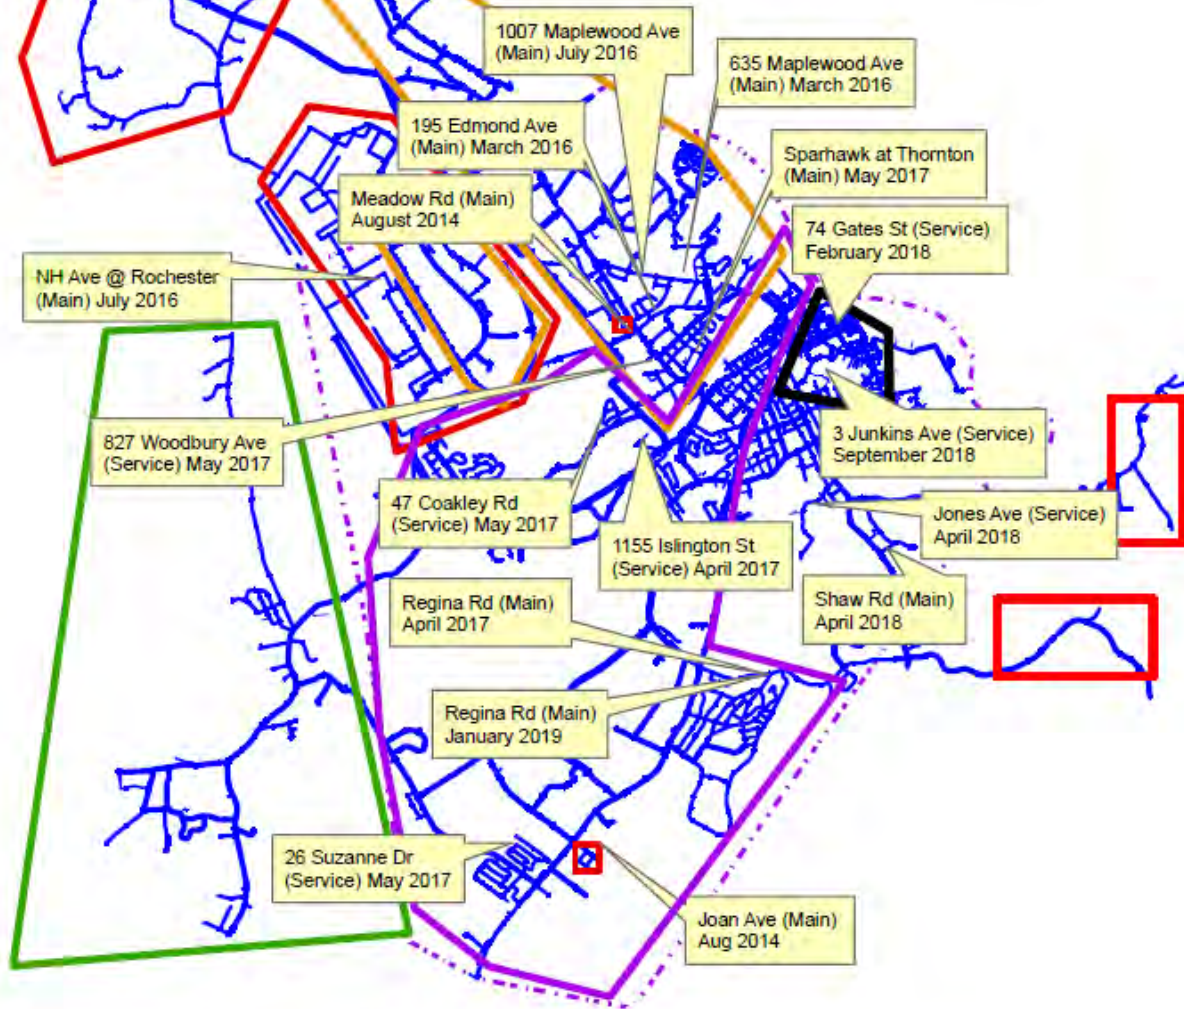 1007 Maplewood Ave
(Main) July 2016
635 Maplewood Ave
(Main) March 2016
195 Edmond Ave
(Main) March 2016
Sparhawk at Thornton
(Main) May 2017
Meadow Rd (Main)
August 2014
74 Gates St (Service)
February 2018
NH Ave @ Rochester
(Main) July 2016
827 Woodbury Ave
(Service) May 2017
3 Junkins Ave (Service)
September 2018
47 Coakley Rd
(Service) May 2017
Jones Ave (Service)
April 2018
1155 Islington St
(Service) April 2017
Regina Rd (Main)
April 2017
Shaw Rd (Main)
April 2018
Regina Rd (Main)
January 2019
26 Suzanne Dr
(Service) May 2017
Joan Ave (Main)
Aug 2014